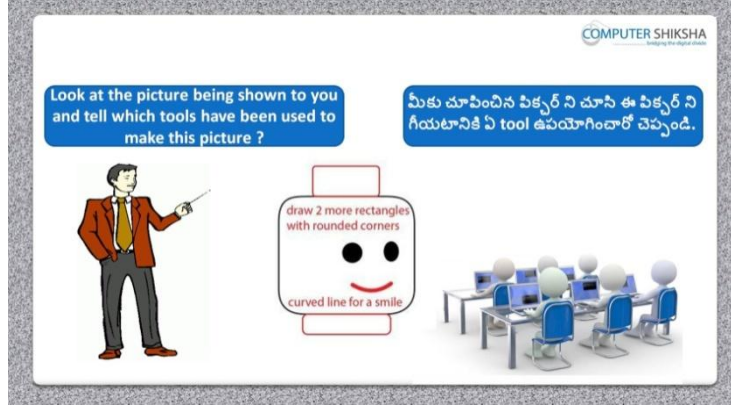 COMPUTER SHIKSHA
bridging the digital divide
Look at the picture being shown to you
and tell which tools have been used to
make this picture ?
మీకు చూపించిన పిక్చర్ ని చూసి ఈ పిక్చర్ ని
గీయటానికి ఏ tool ఉపయోగించారో చెప్పండి.
draw 2 more rectangles
with rounded corners
curved line for a smile